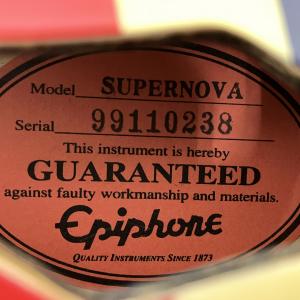 Model SUPERNOVA
Serial 99110238
This instrument is hereby
GUARANTEED
against faulty workmanship and materials.
Epiphone
QUALITY INSTRUMENTS SINCE 1873